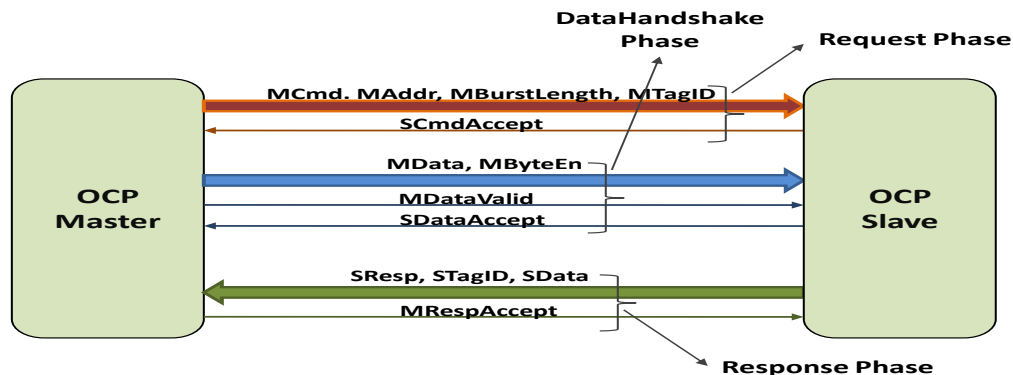 DataHandshake
Phase
Request Phase
MCmd. MAddr, MBurstLength, MTagID
SCmdAccept
MData, MByteEn
MDataValid
SDataAccept
OCP
Master
OCP
Slave
SResp, STagID, SData
MRespAccept
Response Phase